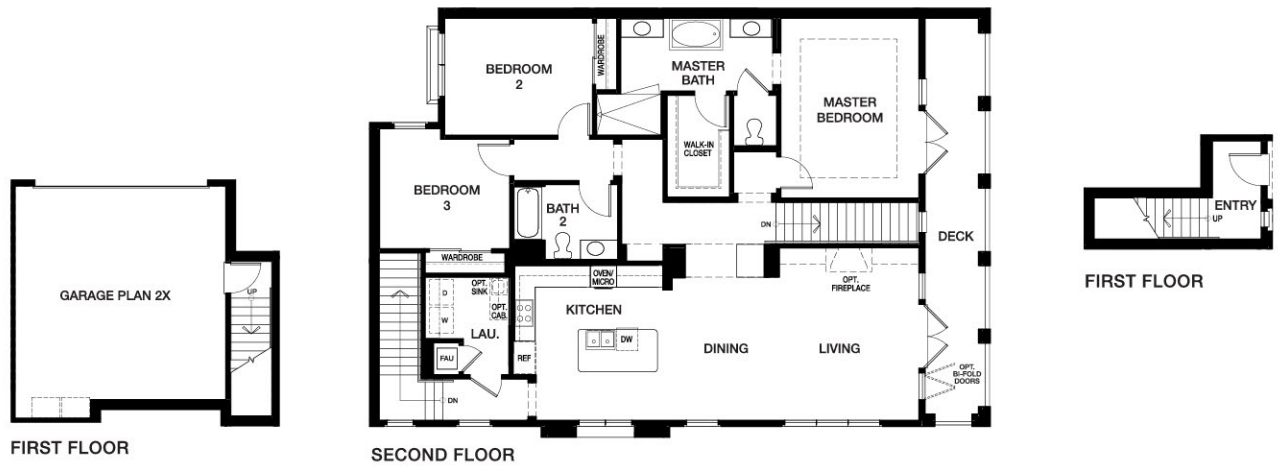 GARAGE PLAN 2X
UP
FIRST FLOOR
BEDROOM
2
WARDROBE
MASTER
BATH
MASTER
BEDROOM
WALK-IN
CLOSET
BEDROOM
3
BATH
2
WARDROBE
DN
DECK
D
W
OPT.
SINK
OPT.
CAB.
LAU.
FAU
DN
OVEN/
MICRO
KITCHEN
REF
DW
DINING
LIVING
OPT.
FIREPLACE
OPT.
BI-FOLD
DOORS
SECOND FLOOR
ENTRY
UP
FIRST FLOOR